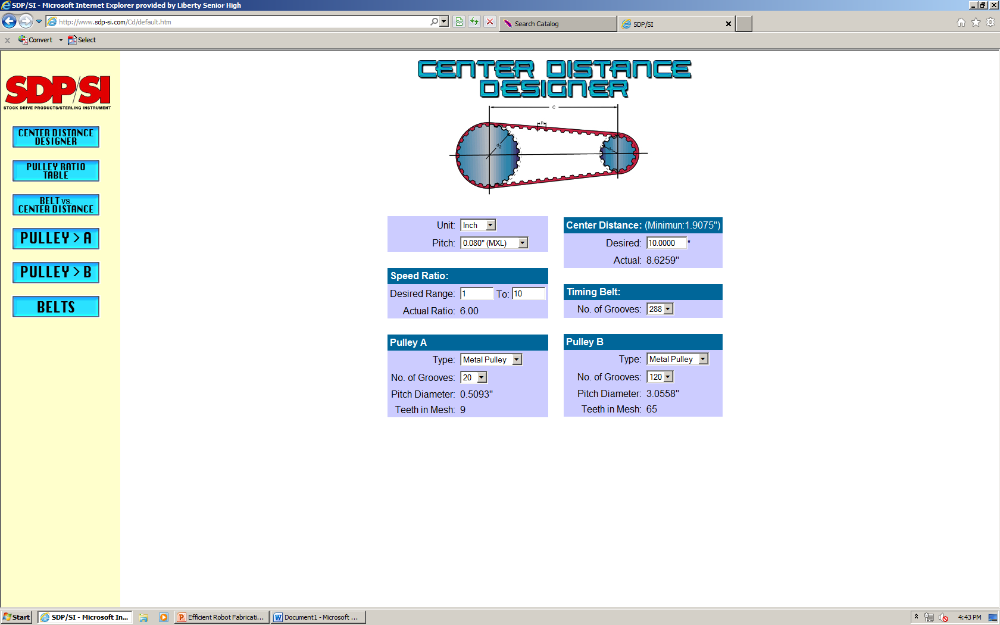 SDP/SI - Microsoft Internet Explorer provided by Liberty Senior High
http://www.sdp-si.com/Cd/default.htm
Search Catalog
SDP/SI
x Convert Select
SDP/SI
STOCK DRIVE PRODUCTS/STERLING INSTRUMENT
CENTER DISTANCE
DESIGNER
PULLEY RATIO
TABLE
BELT VS.
CENTER DISTANCE
PULLEY > A
PULLEY > B
BELTS
CENTER DISTANCE
DESIGNER
C
P
d2
d1
Unit: Inch
Pitch: 0.080" (MXL)
Speed Ratio:
Desired Range: 1 To: 10
Actual Ratio: 6.00
Pulley A
Type: Metal Pulley
No. of Grooves: 20
Pitch Diameter: 0.5093"
Teeth in Mesh: 9
Center Distance: (Minimun:1.9075")
Desired: 10.0000 "
Actual: 8.6259"
Timing Belt:
No. of Grooves: 288
Pulley B
Type: Metal Pulley
No. of Grooves: 120
Pitch Diameter: 3.0558"
Teeth in Mesh: 65
Start
SDP/SI - Microsoft In...
Efficient Robot Fabricati...
Document1 - Microsoft ...
4:43 PM